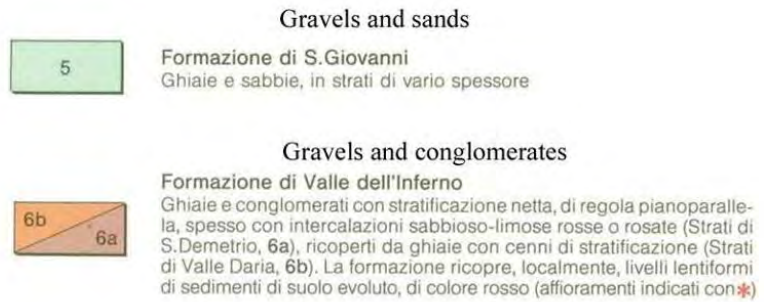 Gravels and sands
5
Formazione di S.Giovanni
Ghiaie e sabbie, in strati di vario spessore
Gravels and conglomerates
6b
6a
Formazione di Valle dell'Inferno
Ghiaie e conglomerati con stratificazione netta, di regola pianoparalle-
la, spesso con intercalazioni sabbioso-limose rosse o rosate (Strati di
S.Demetrio, 6a), ricoperti da ghiaie con cenni di stratificazione (Strati
di Valle Daria, 6b). La formazione ricopre, localmente, livelli lentiformi
di sedimenti di suolo evoluto, di colore rosso (affioramenti indicati con*)